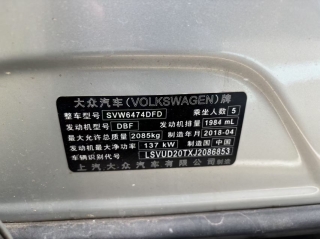 大众汽车(VOLKSWAGEN)牌
整车型号 SVW6474DFD 乘坐人数 5
发动机型号 DBF 发动机排量 1984 mL
最大允许总质量 2085kg 制造年月 2018-04
发动机最大净功率 137 kW 制造国 中国
车辆识别代号 LSVUD20TXJ2086853
上汽大众汽车有限公司 制造